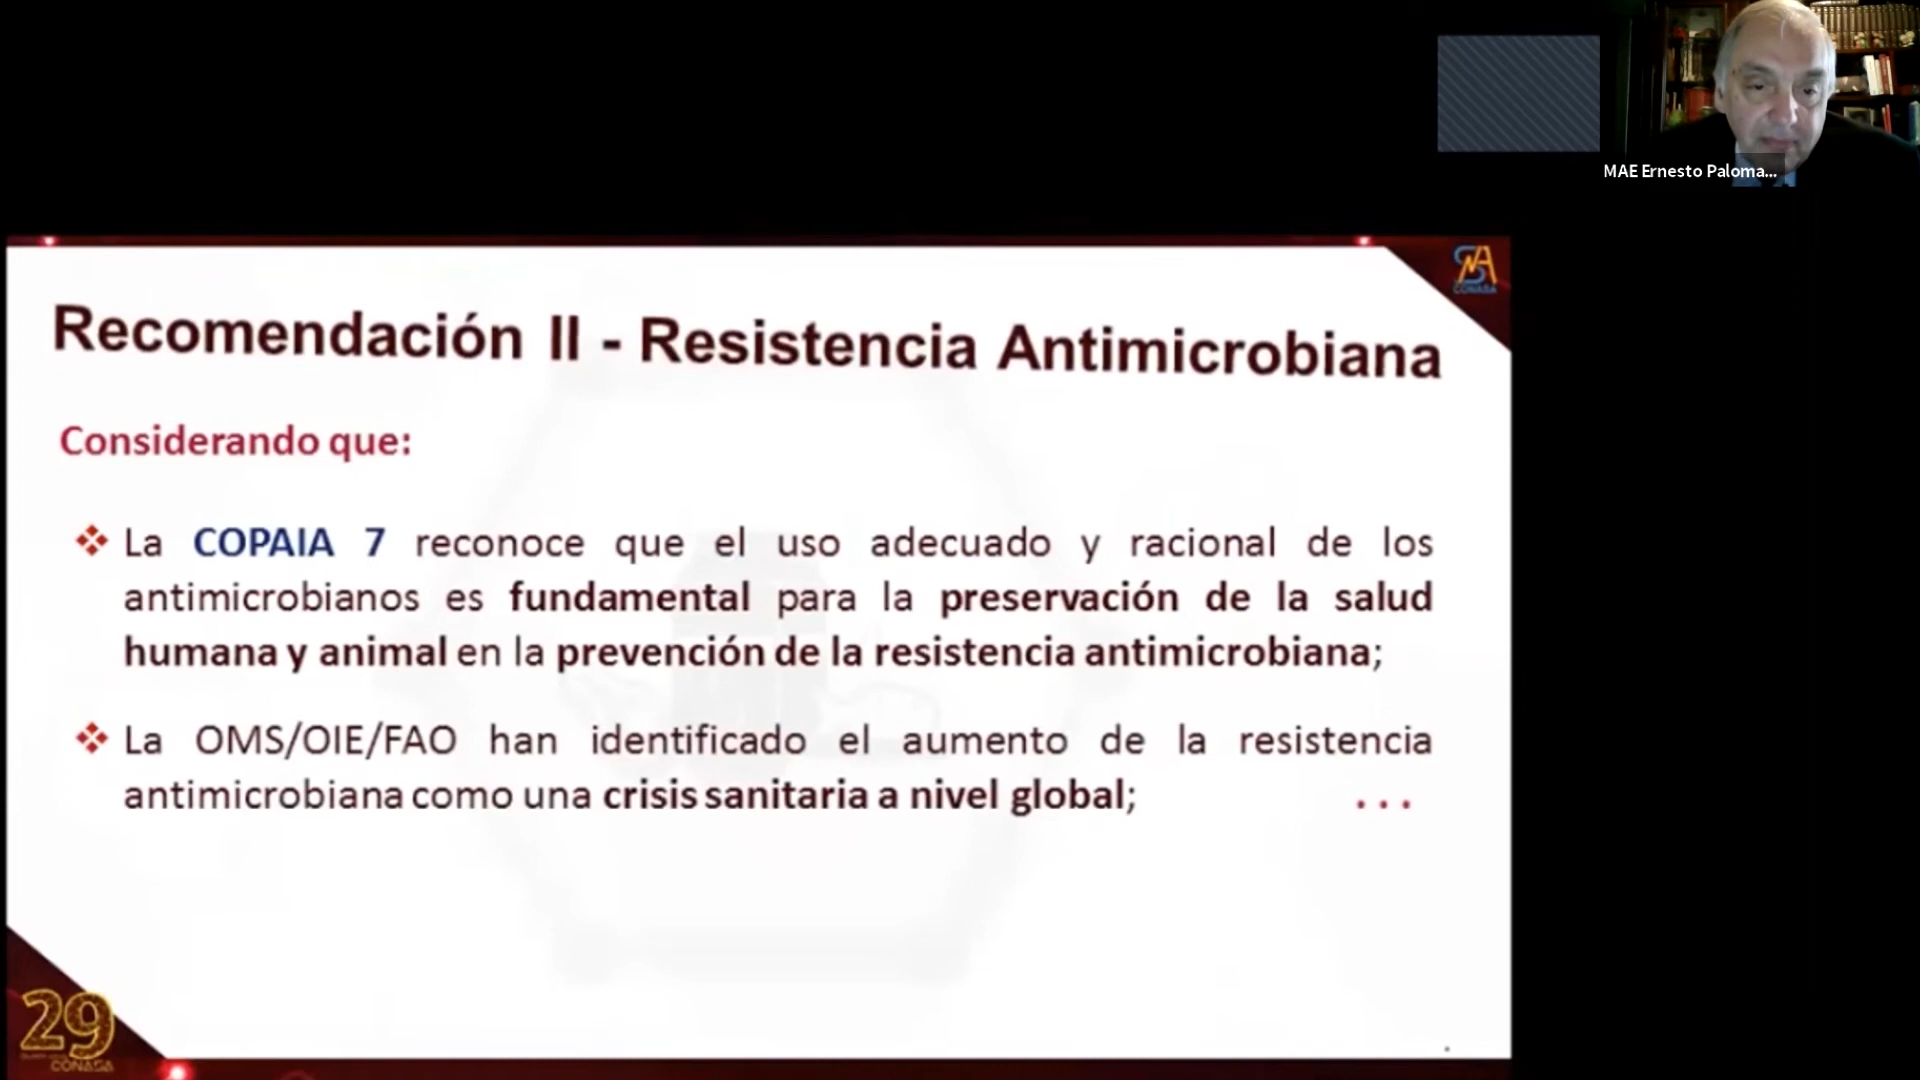 MAE Ernesto Paloma...
CONASA
Recomendación II - Resistencia Antimicrobiana
Considerando que:
La COPAIA 7 reconoce que el uso adecuado y racional de los
antimicrobianos es fundamental para la preservación de la salud
humana y animal en la prevención de la resistencia antimicrobiana;
La OMS/OIE/FAO han identificado el aumento de la resistencia
antimicrobiana como una crisis sanitaria a nivel global;
...
29
CONASA